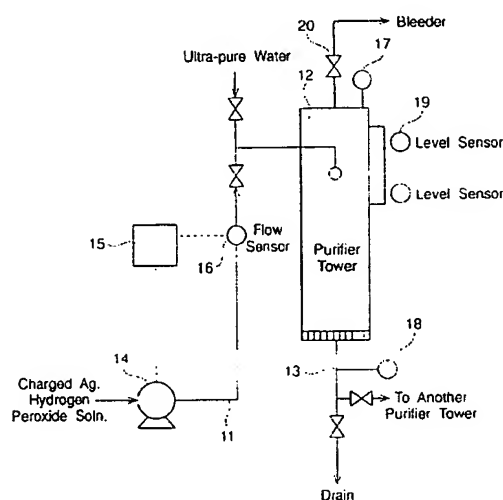 20
Bleeder
17
Ultra-pure Water
12
19
Level Sensor
Level Sensor
15
Flow
Sensor
16
Purifier
Tower
18
14
13
Charged Ag.
Hydrogen
Peroxide Soln.
11
To Another
Purifier Tower
Drain